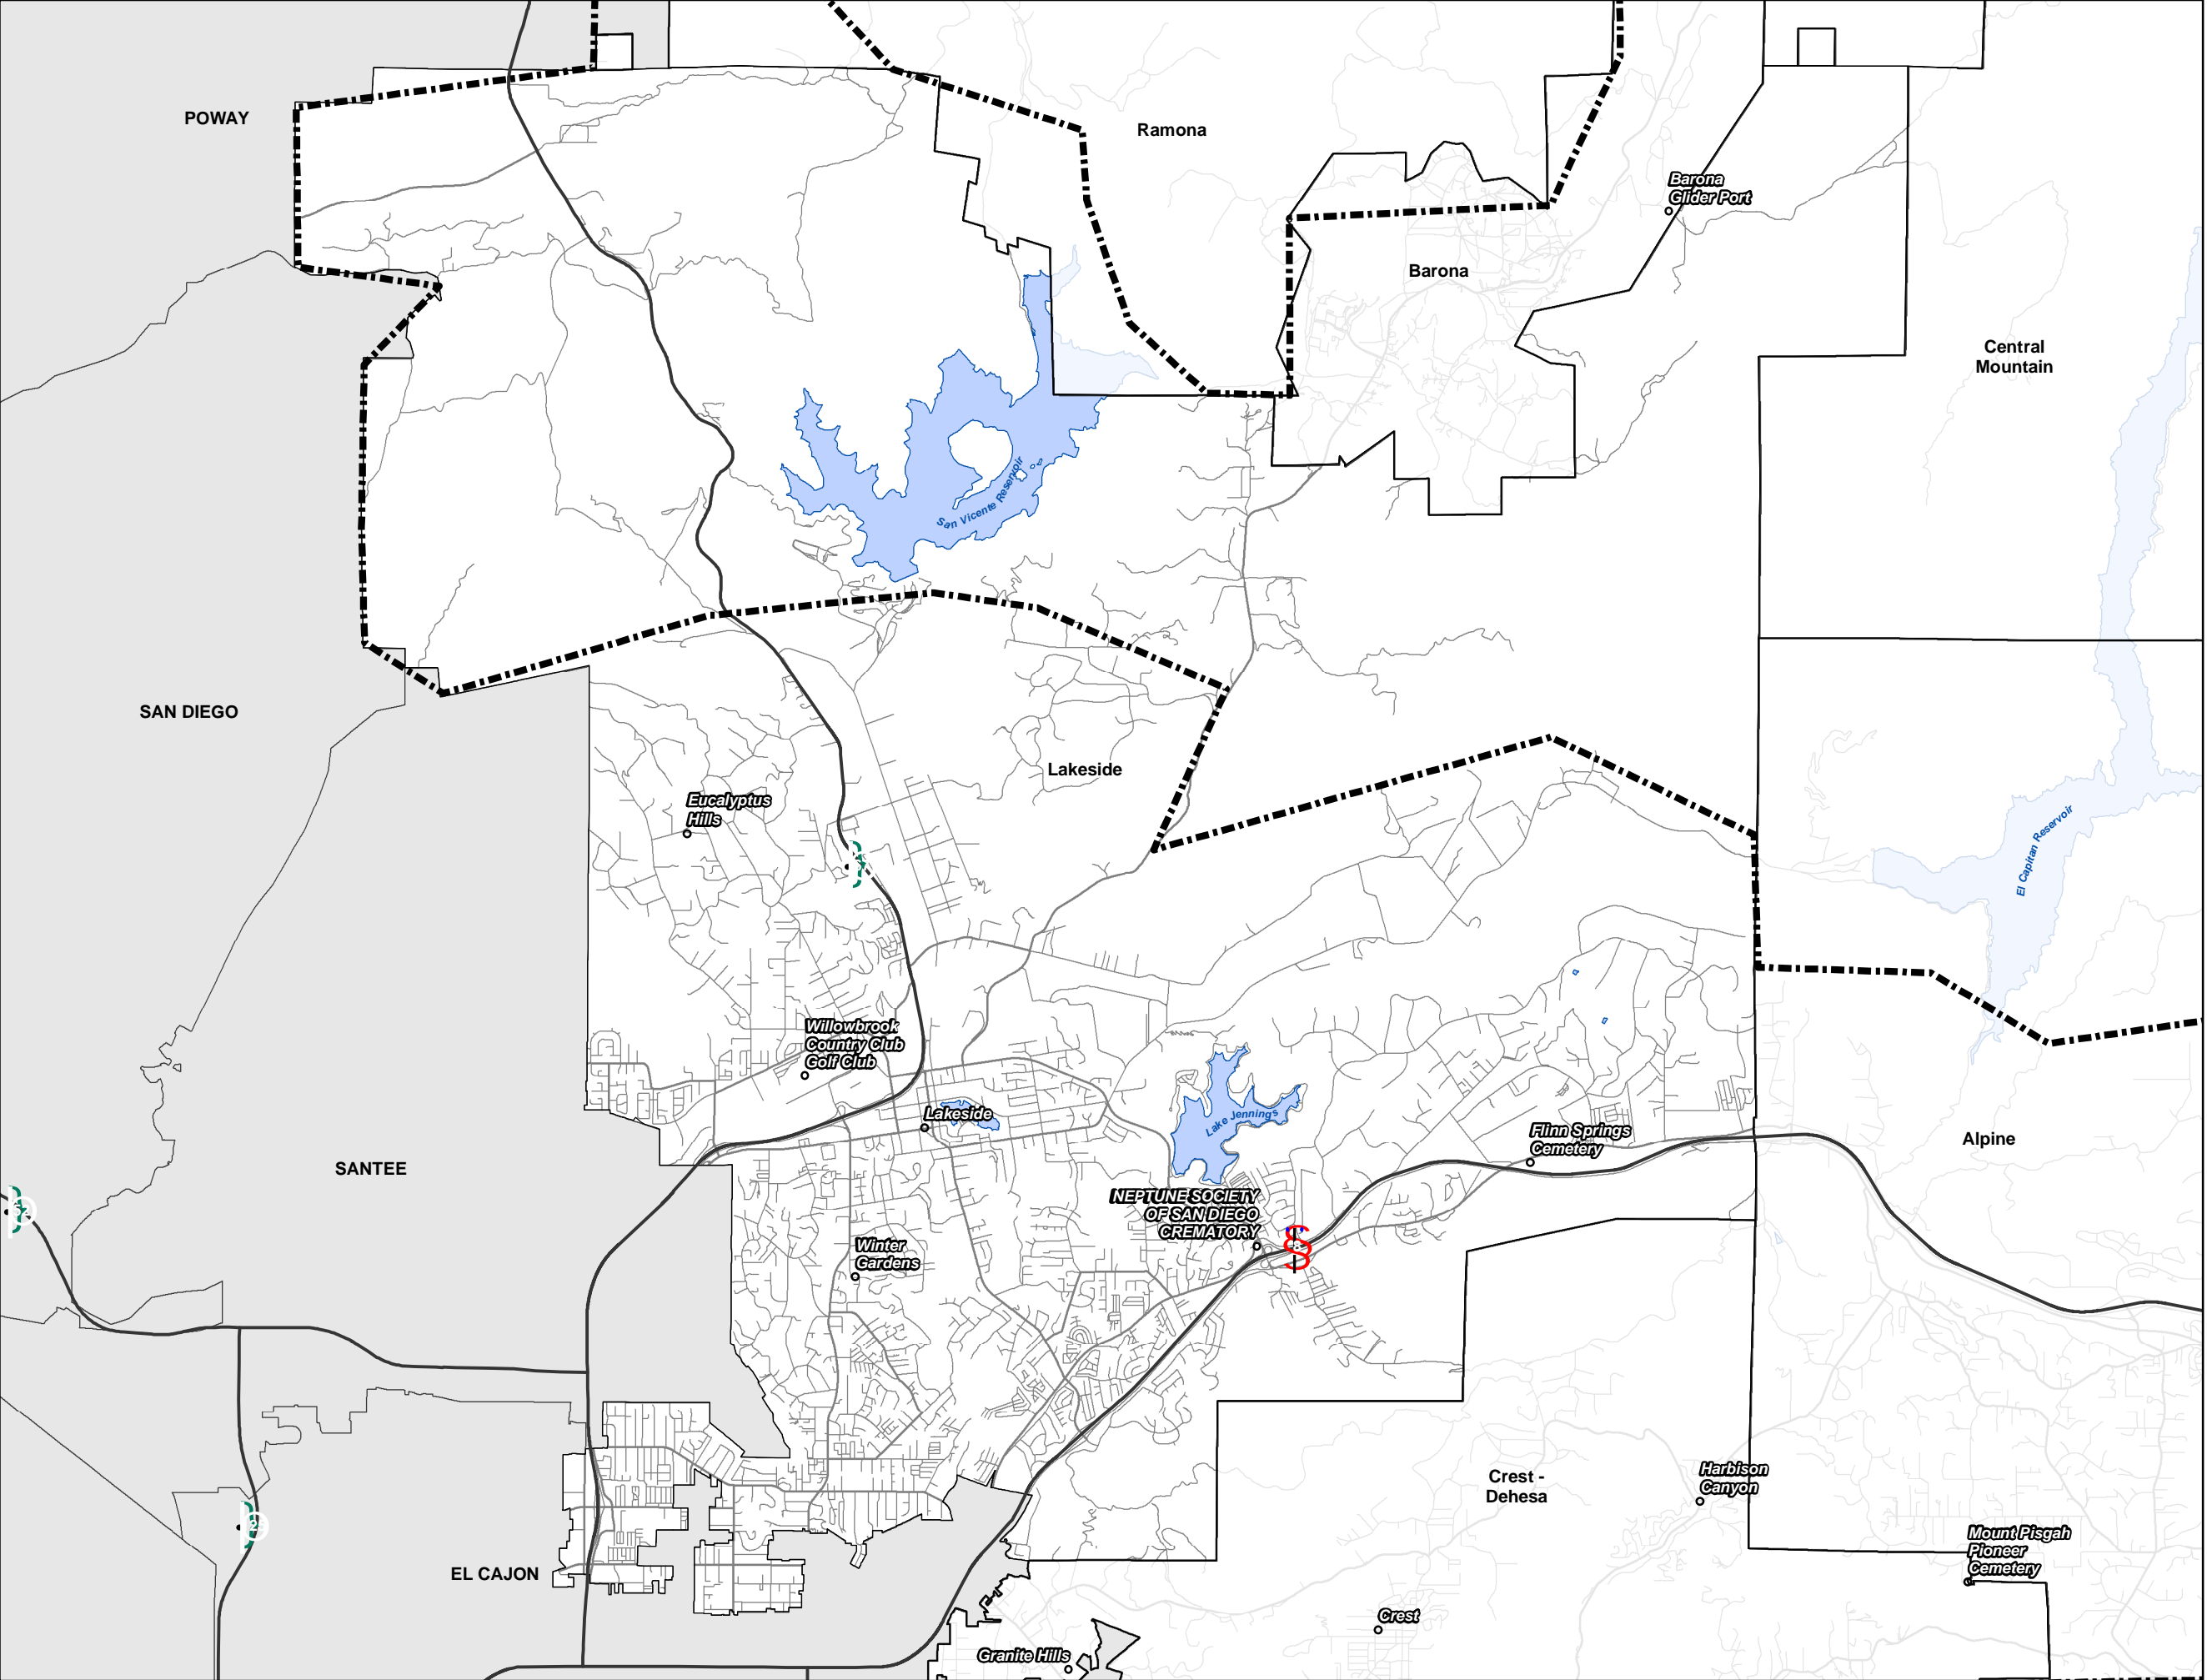 POWAY
Ramona
Barona
Glider Port
Barona
Central
Mountain
San Vicente Reservoir
SAN DIEGO
Lakeside
Eucalyptus
Hills
El Capitan Reservoir
Willowbrook
Country Club
Golf Club
Lakeside
Lake Jennings
Flinn Springs
Cemetery
Alpine
SANTEE
NEPTUNE SOCIETY
OF SAN DIEGO
CREMATORY
Winter
Gardens
Crest -
Dehesa
Harbison
Canyon
Mount Pisgah
Pioneer
Cemetery
EL CAJON
Crest
Granite Hills